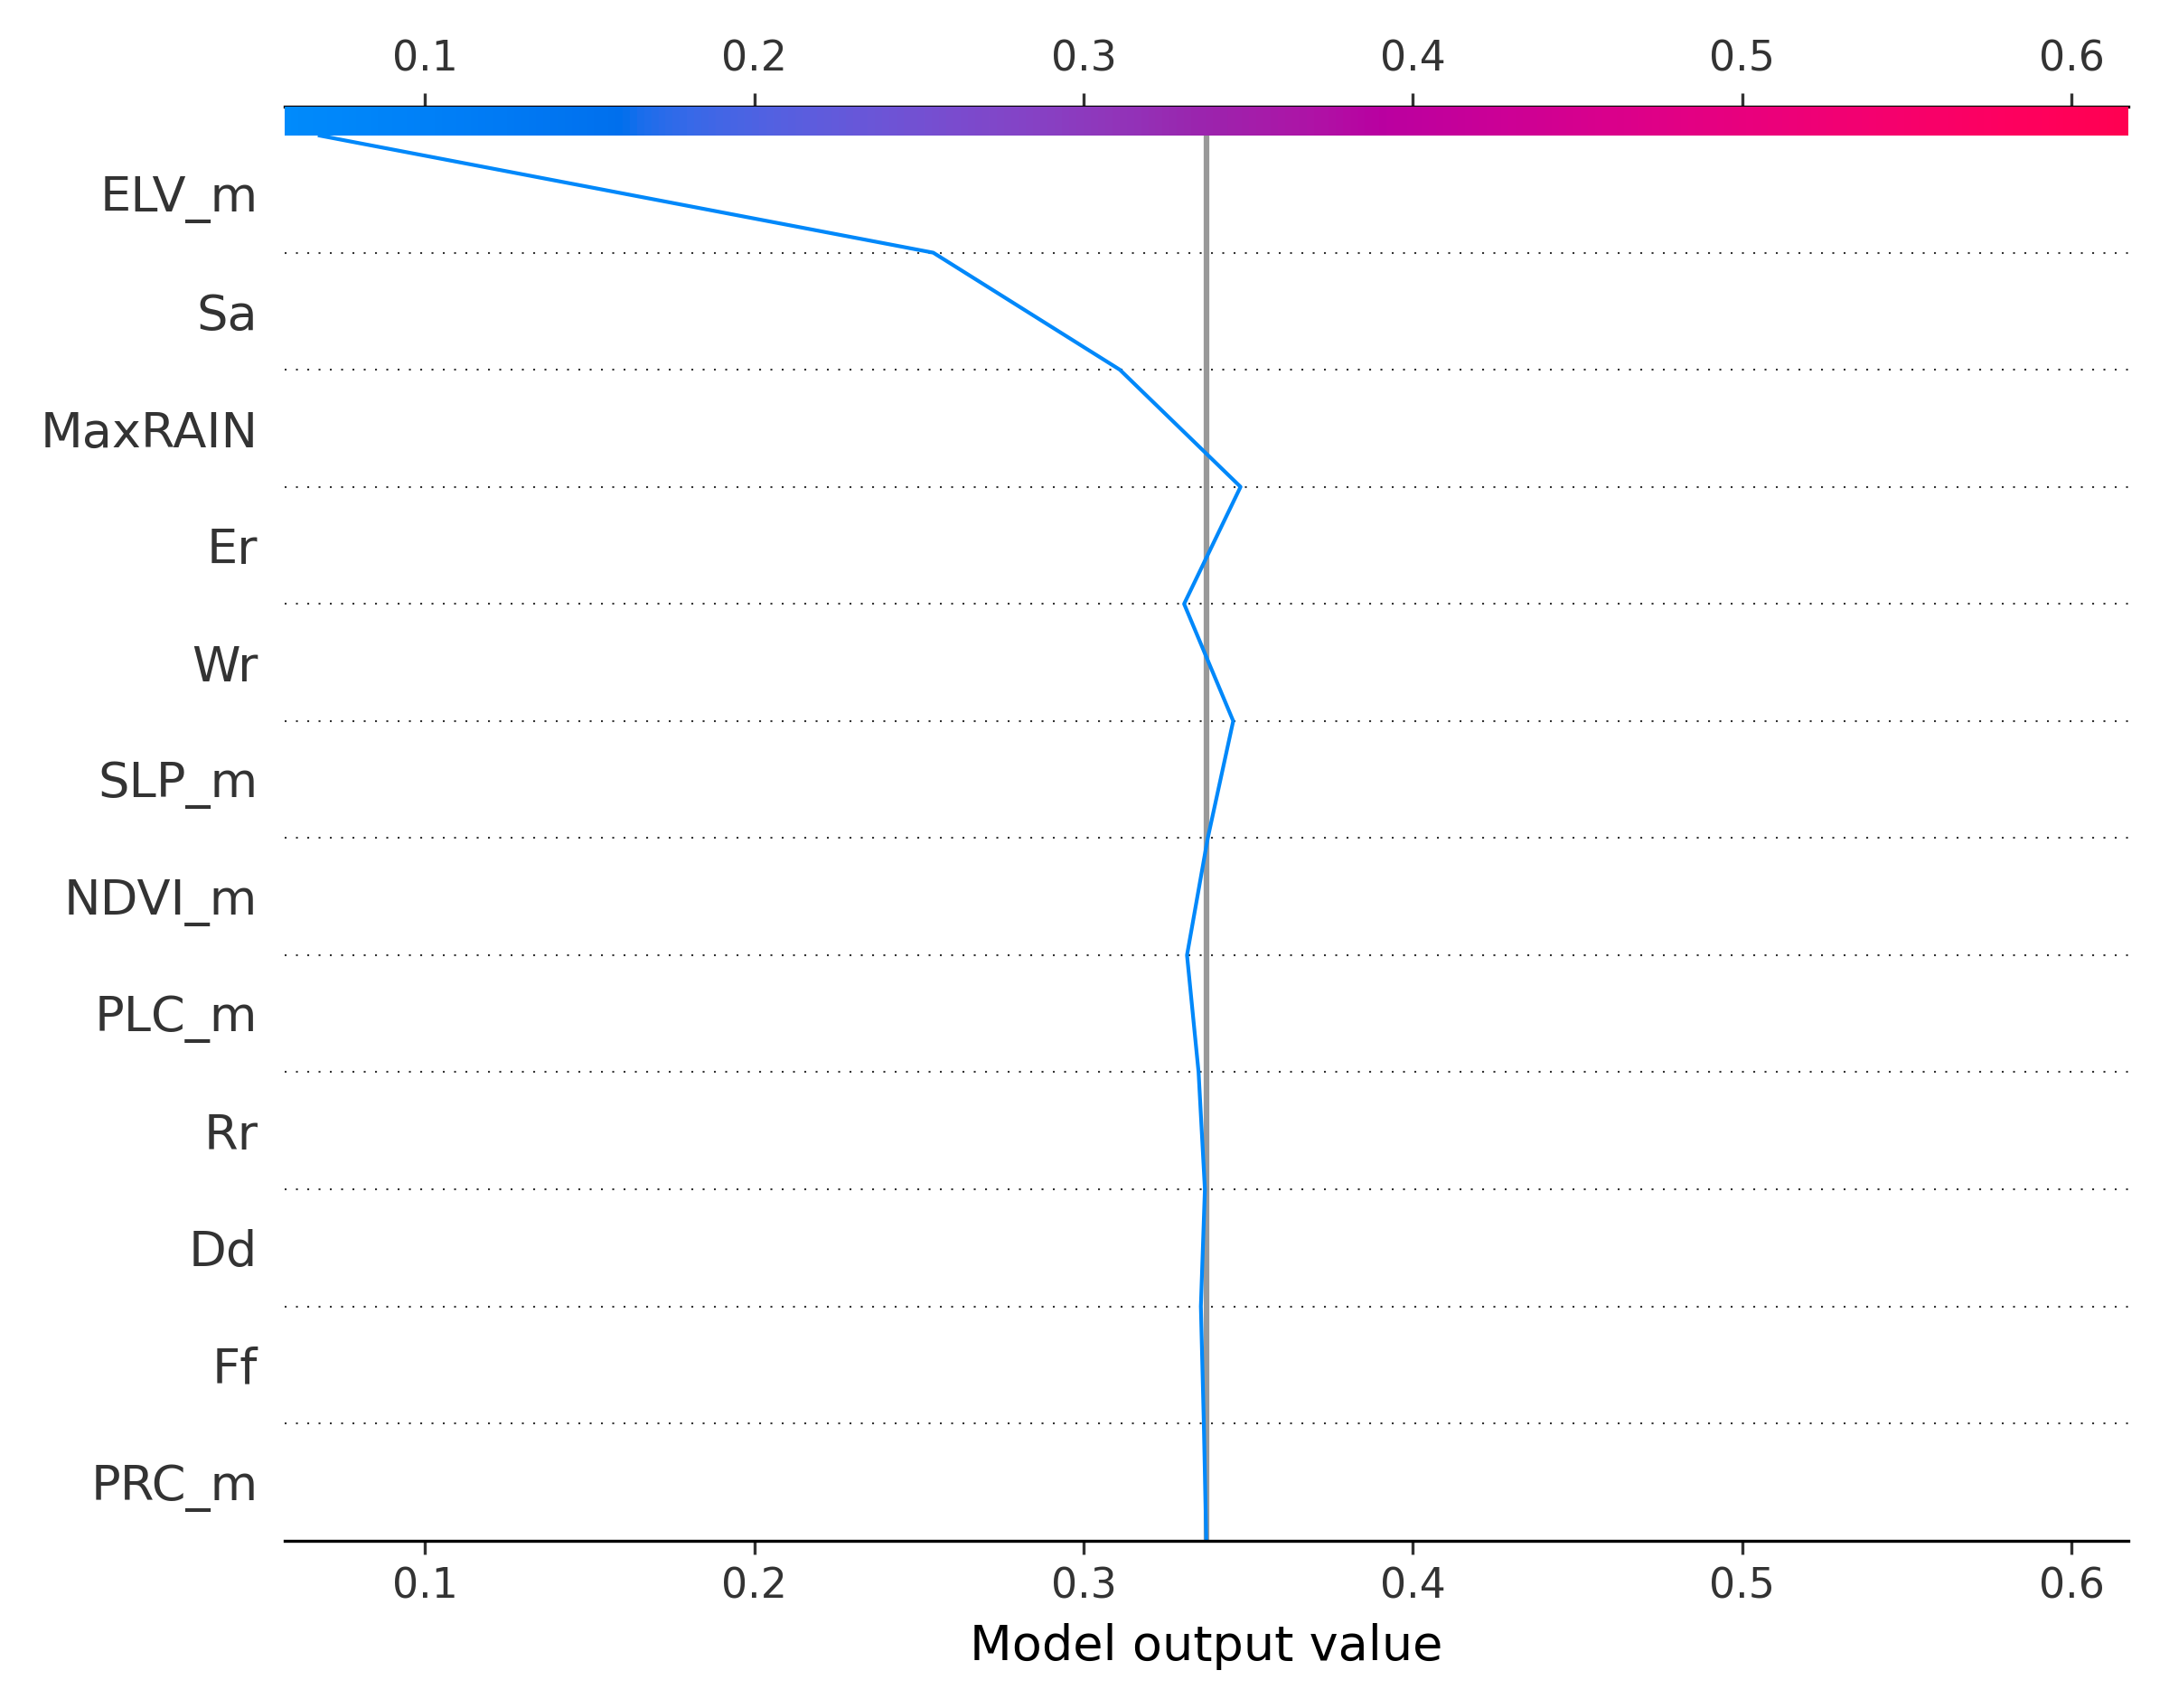 0.1 0.2 0.3 0.4 0.5 0.6
ELV_m
Sa
MaxRAIN
Er
Wr
SLP_m
NDVI_m
PLC_m
Rr
Dd
Ff
PRC_m
0.1 0.2 0.3 0.4 0.5 0.6
Model output value